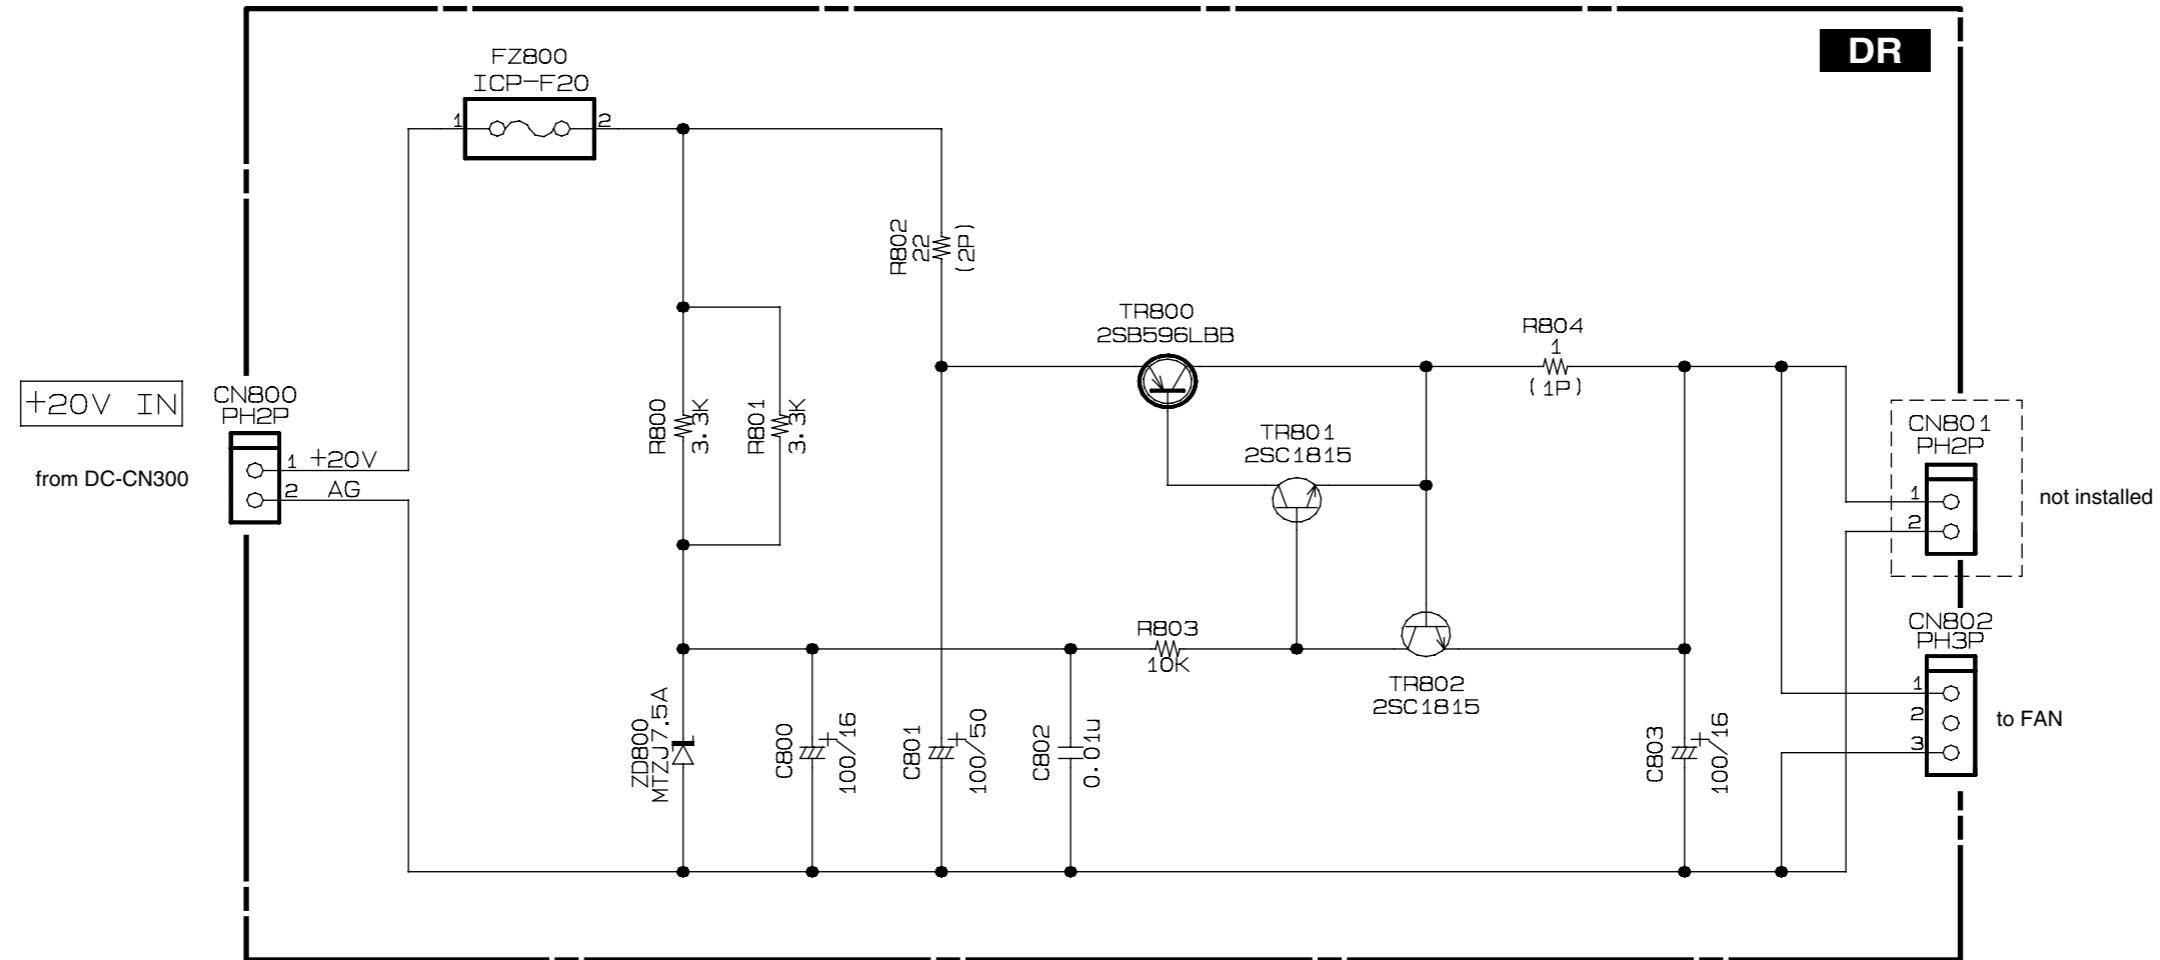 DR
FZ800
ICP-F20
1
2
R802
22
(2P)
TR800
2SB596LBB
R804
1
(1P)
+20V IN
CN800
PH2P
from DC-CN300
1 +20V
2 AG
R800
3.3K
R801
3.3K
TR801
2SC1815
CN801
PH2P
1
2
not installed
R803
10K
TR802
2SC1815
CN802
PH3P
1
2
3
to FAN
ZD800
MTZJ7.5A
C800
+
100/16
C801
+
100/50
C802
0.01u
C803
+
100/16